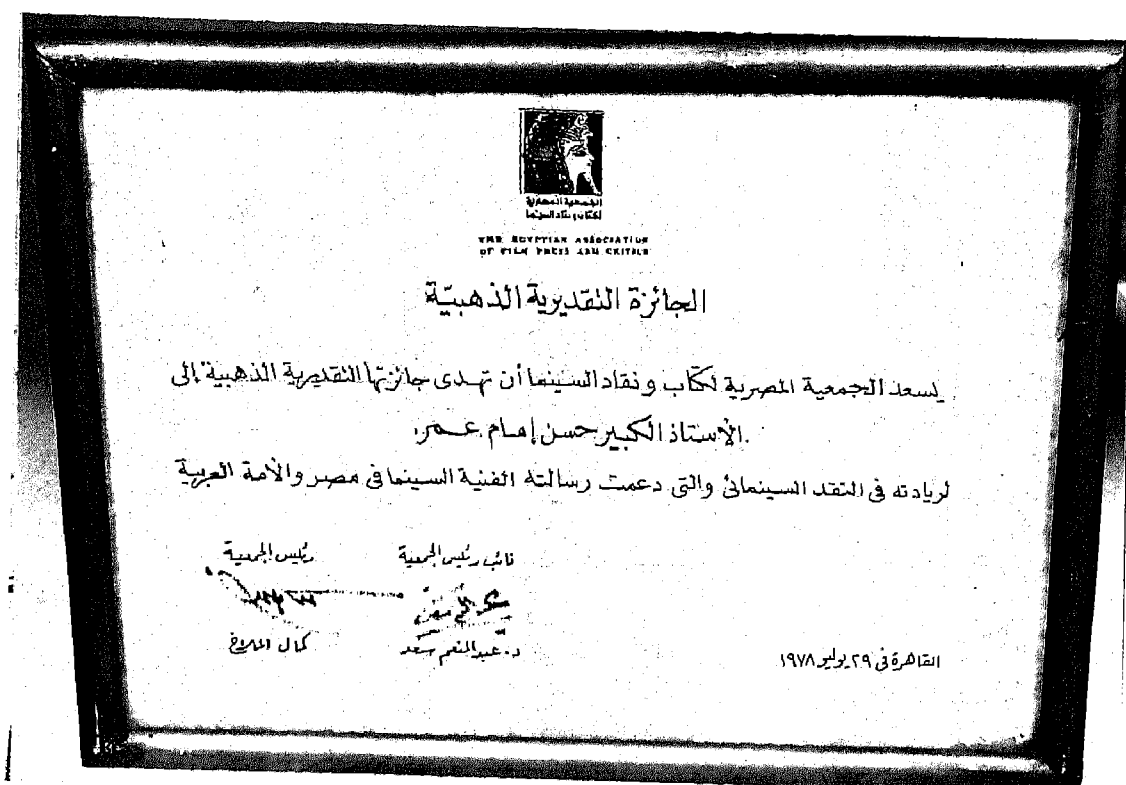 الجمعية المصرية
لكتاب ونقاد السينما
THE EGYPTIAN ASSOCIATION
OF FILM AND CRITICS
الجائزة التقديرية الذهبية
يسعد الجمعية المصرية لكتاب ونقاد السينما أن تهدى جائزتها التقديرية الذهبية إلى
الأستاذ الكبير حسن إمام عمر
لريادته فى النقد السينمائى والتى دعمت رسالته الفنية السينما فى مصر والأمة العربية
نائب رئيس الجمعية رئيس الجمعية
د. عبدالمنعم سعد كمال الملاخ
القاهرة فى ٢٩ يوليو ١٩٧٨